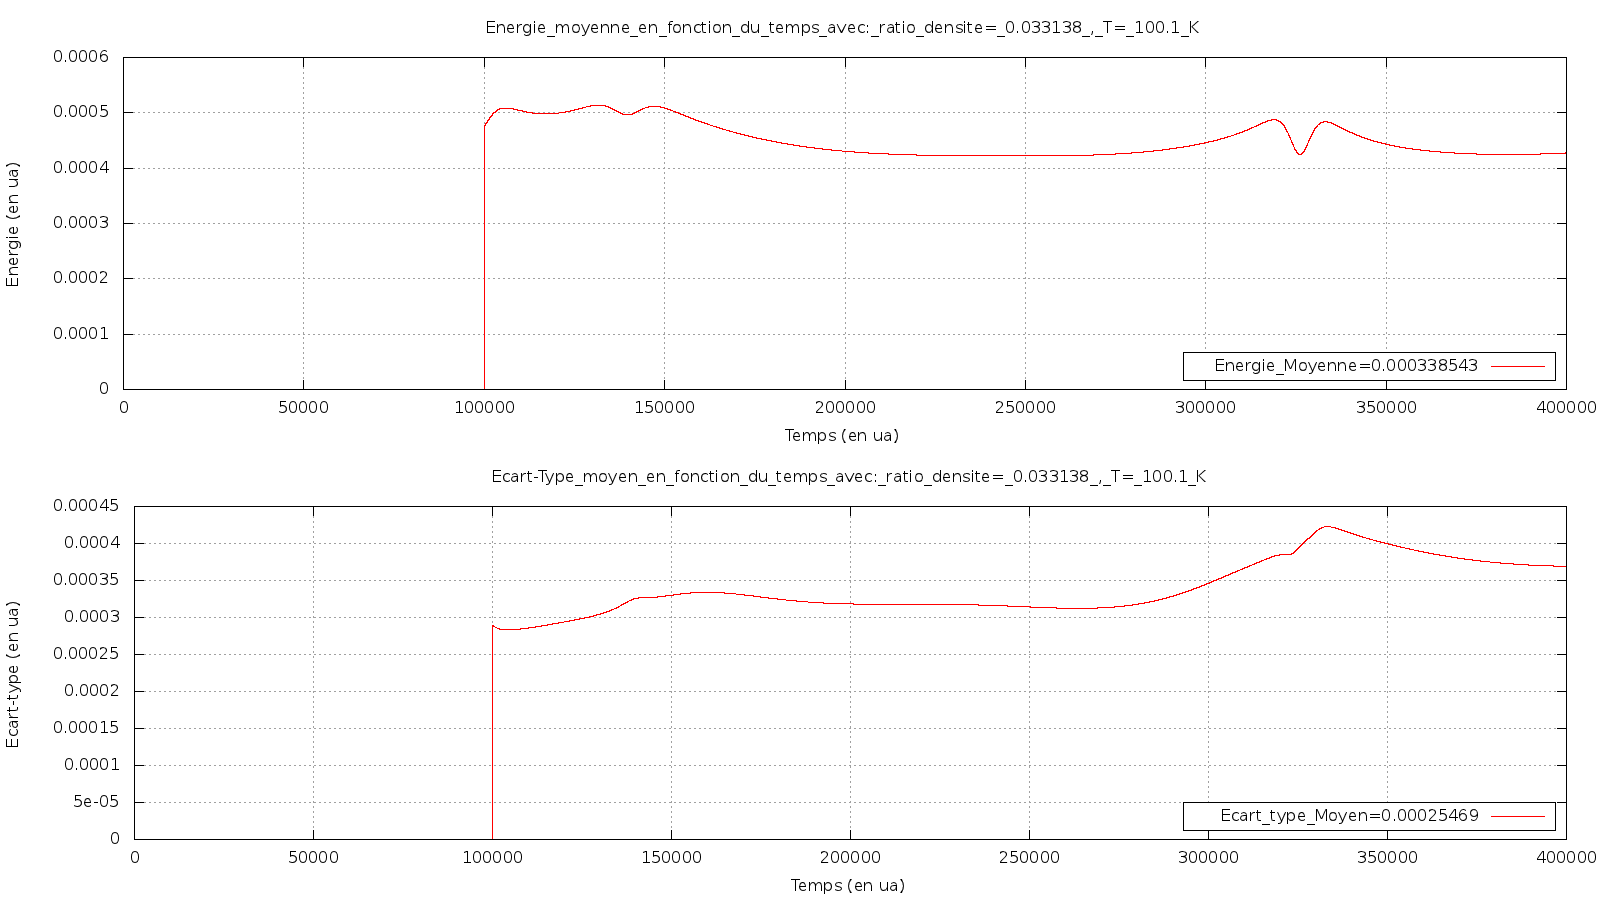 Energie_moyenne_en_fonction_du_temps_avec:_ratio_densite=_0.033138_,_T=_100.1_K
0.0006
0.0005
0.0004
0.0003
0.0002
0.0001
0
Energie (en ua)
Energie_Moyenne=0.000338543
0 50000 100000 150000 200000 250000 300000 350000 400000
Temps (en ua)
Ecart-Type_moyen_en_fonction_du_temps_avec:_ratio_densite=_0.033138_,_T=_100.1_K
0.00045
0.0004
0.00035
0.0003
0.00025
0.0002
0.00015
0.0001
5e-05
0
Ecart-type (en ua)
Ecart_type_Moyen=0.00025469
0 50000 100000 150000 200000 250000 300000 350000 400000
Temps (en ua)